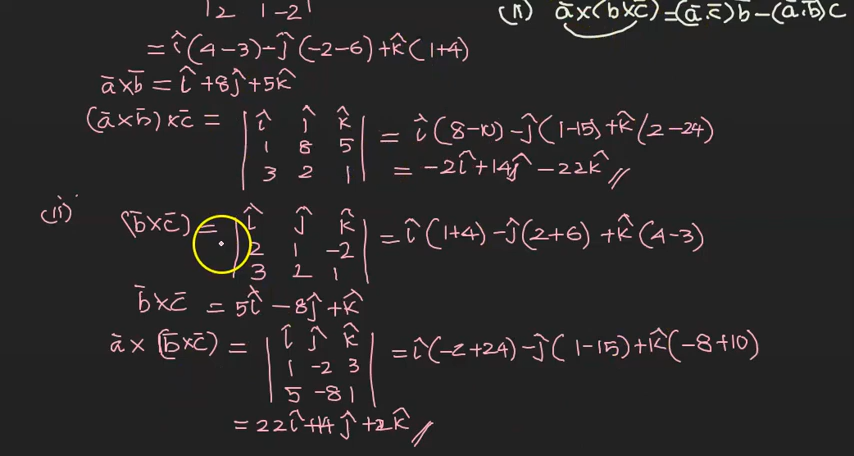 |2 1 -2|
(ii) a̅×(b̅×c̅)=(a̅.c̅)b̅-(a̅.b̅)c
= î(4-3)-ĵ(-2-6)+k̂(1+4)
a̅×b̅ = î+8ĵ+5k̂
(a̅×b̅)×c̅ = | î ĵ k̂ | = î(8-10)-ĵ(1-15)+k̂(2-24)
| 1 8 5 |
| 3 2 1 | = -2î+14ĵ-22k̂ //
(ii) (b̅×c̅) = | î ĵ k̂ | = î(1+4)-ĵ(2+6)+k̂(4-3)
| 2 1 -2 |
| 3 2 1 |
b̅×c̅ = 5î-8ĵ+k̂
a̅×(b̅×c̅) = | î ĵ k̂ | = î(-2+24)-ĵ(1-15)+k̂(-8+10)
| 1 -2 3 |
| 5 -8 1 |
= 22î+14ĵ+2k̂ //